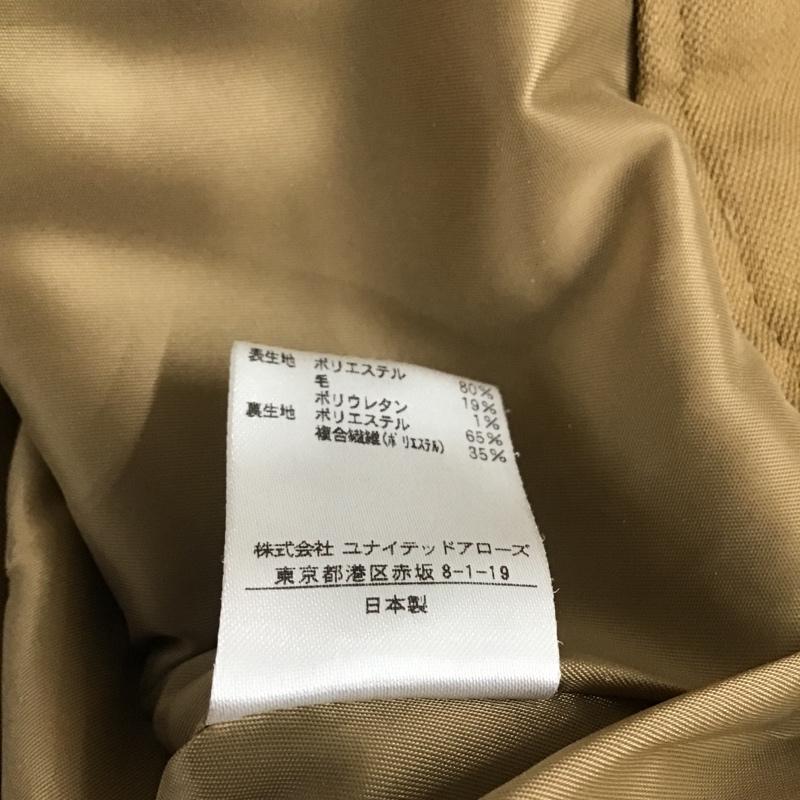 表生地 ポリエステル 80%
毛 19%
ポリウレタン 1%
裏生地 ポリエステル 65%
複合繊維(ポリエステル) 35%
株式会社 ユナイテッドアローズ
東京都港区赤坂 8-1-19
日本製